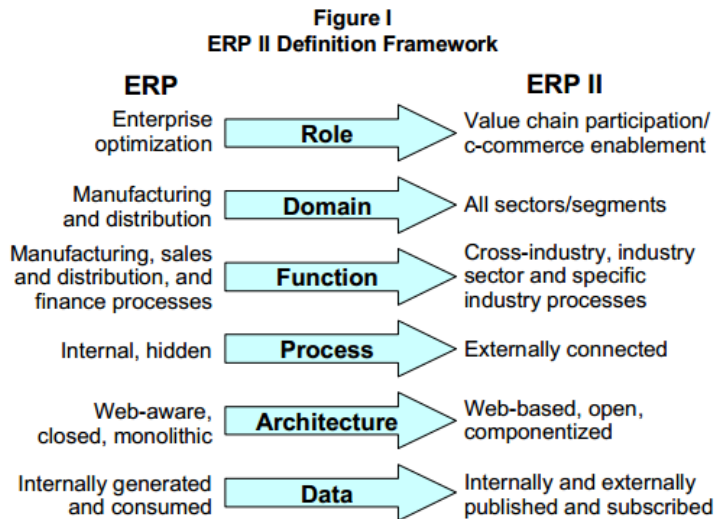 Figure I
ERP II Definition Framework
ERP
ERP II
Enterprise
optimization
Role
Value chain participation/
c-commerce enablement
Manufacturing
and distribution
Domain
All sectors/segments
Manufacturing, sales
and distribution, and
finance processes
Function
Cross-industry, industry
sector and specific
industry processes
Internal, hidden
Process
Externally connected
Web-aware,
closed, monolithic
Architecture
Web-based, open,
componentized
Internally generated
and consumed
Data
Internally and externally
published and subscribed